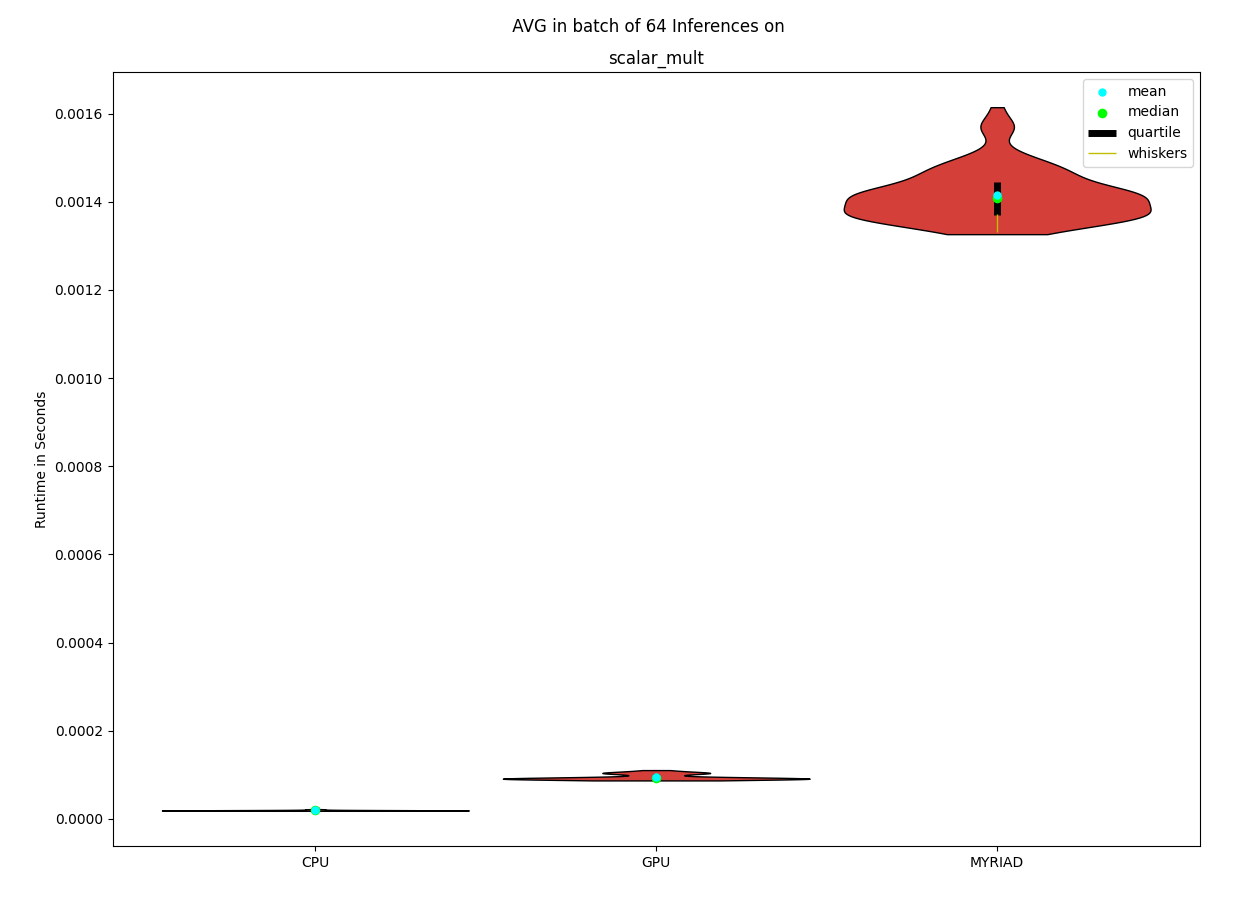 AVG in batch of 64 Inferences on
scalar_mult
mean
median
quartile
whiskers
Runtime in Seconds
0.0016
0.0014
0.0012
0.0010
0.0008
0.0006
0.0004
0.0002
0.0000
CPU
GPU
MYRIAD